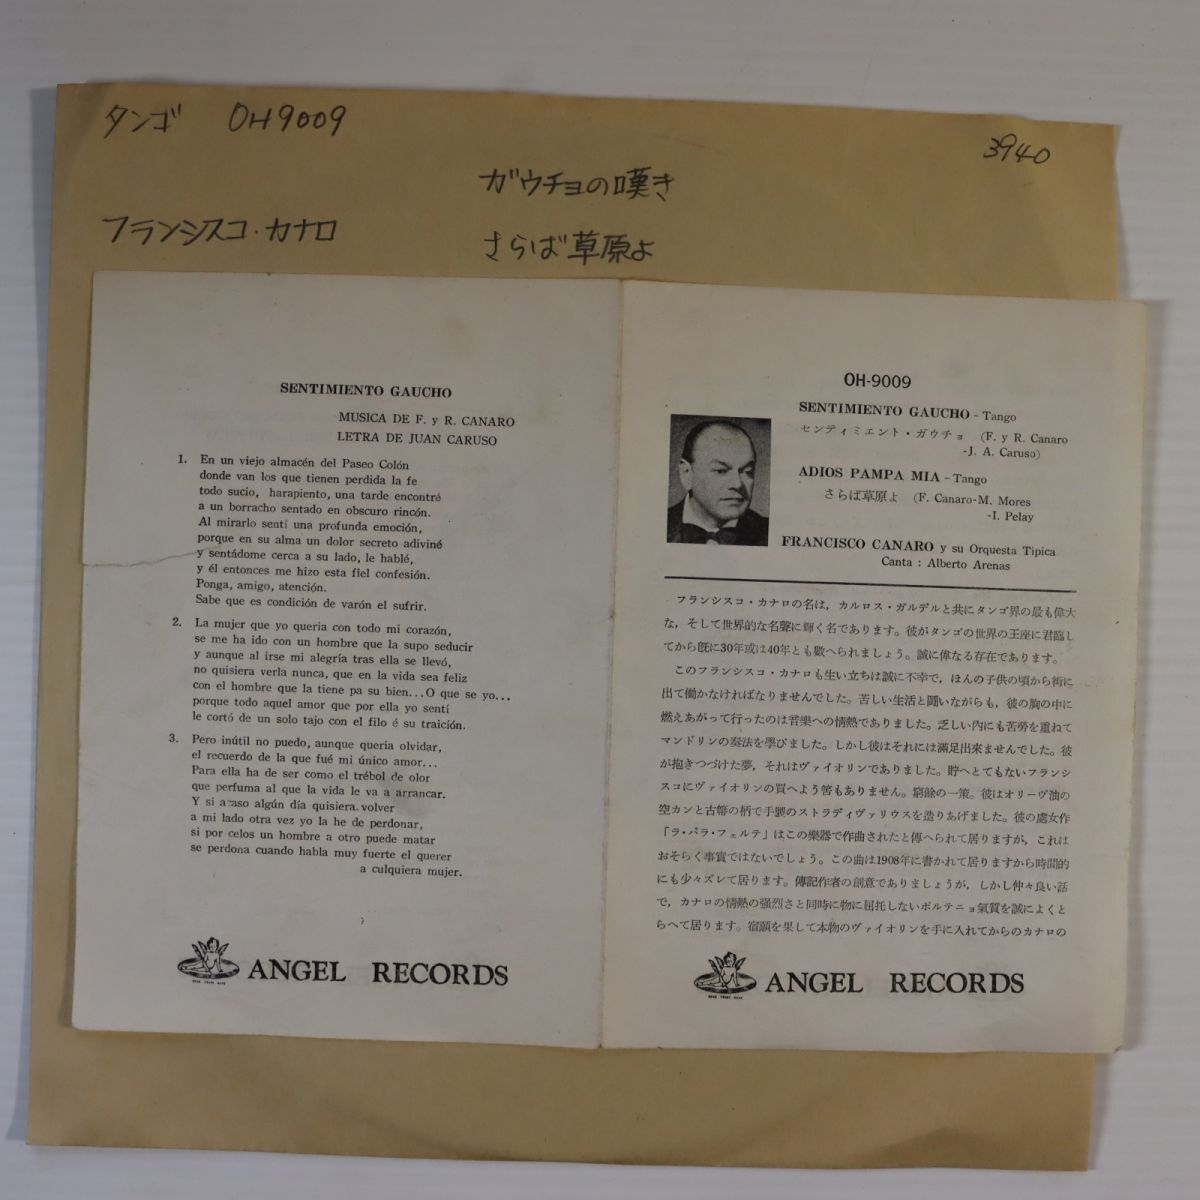 タンゴ OH9009
3940
ガウチョの嘆き
フランシスコ・カナロ
さらば草原よ
SENTIMIENTO GAUCHO
MUSICA DE F. y R. CANARO
LETRA DE JUAN CARUSO
1. En un viejo almacén del Paseo Colón
donde van los que tienen perdida la fe
todo sucio, harapiento, una tarde encontré
a un borracho sentado en obscuro rincón.
Al mirarlo sentí una profunda emoción,
porque en su alma un dolor secreto adiviné
y sentádome cerca a su lado, le hablé,
y él entonces me hizo esta fiel confesión.
Ponga, amigo, atención.
Sabe que es condición de varón el sufrir.
2. La mujer que yo queria con todo mi corazón,
se me ha ido con un hombre que la supo seducir
y aunque al irse mi alegría tras ella se llevó,
no quisiera verla nunca, que en la vida sea feliz
con el hombre que la tiene pa su bien...O que se yo...
porque todo aquel amor que por ella yo sentí
le cortó de un solo tajo con el filo é su traición.
3. Pero inútil no puedo, aunque queria olvidar,
el recuerdo de la que fué mi único amor...
Para ella ha de ser como el trébol de olor
que perfuma al que la vida le va a arrancar.
Y si acaso algún día quisiera. volver
a mi lado otra vez yo la he de perdonar,
si por celos un hombre a otro puede matar
se perdona cuando habla muy fuerte el querer
a culquiera mujer.
ANGEL RECORDS
OH-9009
SENTIMIENTO GAUCHO - Tango
センティミエント・ガウチョ (F. y R. Canaro
-J. A. Caruso)
ADIOS PAMPA MIA - Tango
さらば草原よ (F. Canaro-M. Mores
-I. Pelay
FRANCISCO CANARO y su Orquesta Tipica
Canta : Alberto Arenas
フランシスコ・カナロの名は，カルロス・ガルデルと共にタンゴ界の最も偉大
な，そして世界的な名聲に輝く名であります。彼がタンゴの世界の王座に君臨し
てから既に30年或は40年とも數へられましょう。誠に偉なる存在であります。
このフランシスコ・カナロも生い立ちは誠に不幸で，ほんの子供の頃から街に
出て働かなければなりませんでした。苦しい生活と闘いながらも，彼の胸の中に
燃えあがって行ったのは音樂への情熱でありました。乏しい内にも苦勞を重ねて
マンドリンの奏法を學びました。しかし彼はそれには滿足出來ませんでした。彼
が抱きつづけた夢，それはヴァイオリンでありました。貯へとてもないフランシ
スコにヴァイオリンの買へよう筈もありません。窮餘の一策。彼はオリーヴ油の
空カンと古箒の柄で手製のストラディヴァリウスを造りあげました。彼の處女作
「ラ・バラ・フェルテ」はこの樂器で作曲されたと傳へられて居りますが，これは
おそらく事實ではないでしょう。この曲は1908年に書かれて居りますから時間的
にも少々ズレて居ります。傳記作者の創意でありましょうが，しかし仲々良い話
で，カナロの情熱の强烈さと同時に物に屈托しないポルテニョ氣質を誠によくと
らへて居ります。宿願を果して本物のヴァイオリンを手に入れてからのカナロの
ANGEL RECORDS